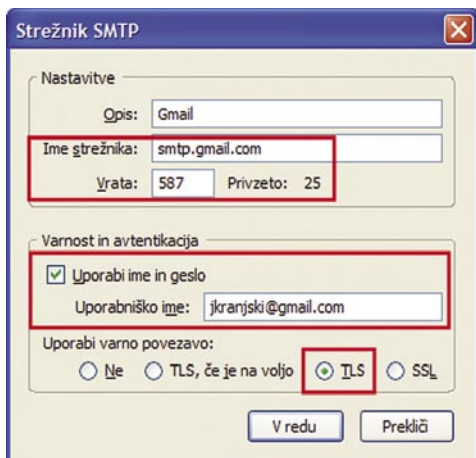 Strežnik SMTP
Nastavitve
Opis: Gmail
Ime strežnika: smtp.gmail.com
Vrata: 587 Privzeto: 25
Varnost in avtentikacija
Uporabi ime in geslo
Uporabniško ime: jkranjski@gmail.com
Uporabi varno povezavo:
Ne TLS, če je na voljo TLS SSL
V redu Prekliči